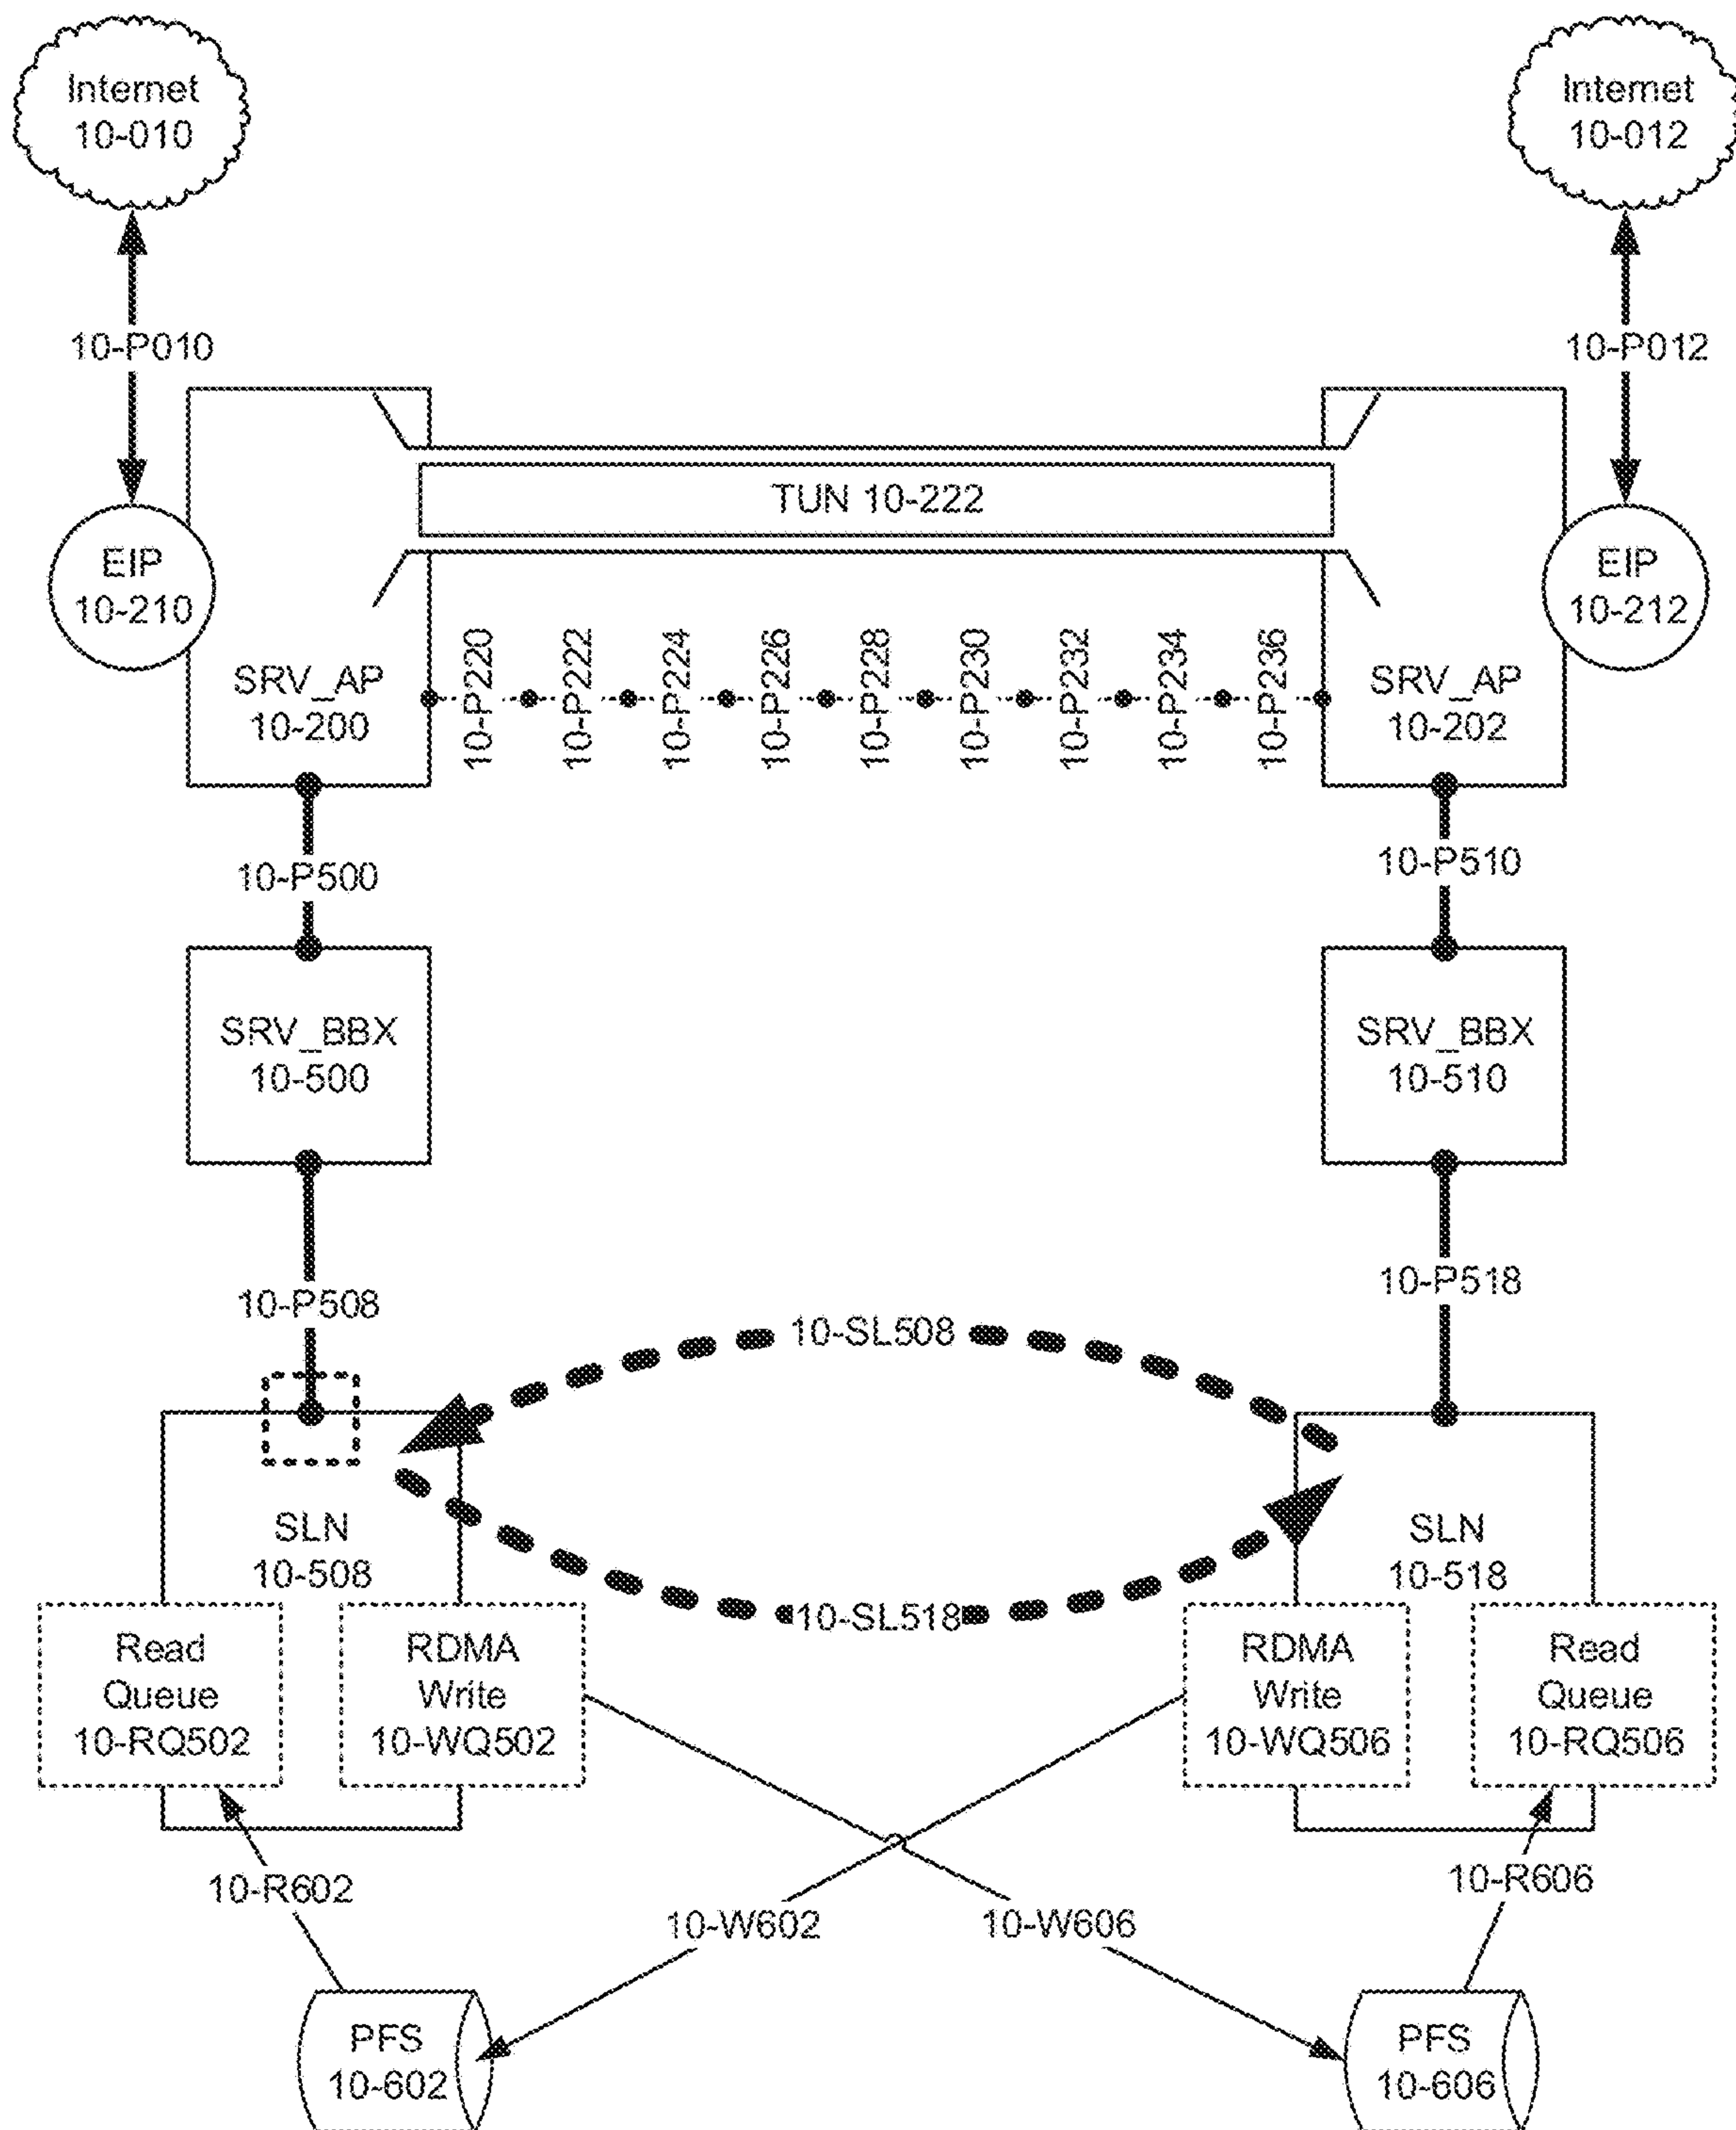 Internet
10-010
Internet
10-012
10-P010
10-P012
TUN 10-222
EIP
10-210
EIP
10-212
SRV_AP
10-200
10-P220
10-P222
10-P224
10-P226
10-P228
10-P230
10-P232
10-P234
10-P236
SRV_AP
10-202
10-P500
10-P510
SRV_BBX
10-500
SRV_BBX
10-510
10-P508
10-P518
10-SL508
SLN
10-508
SLN
10-518
10-SL518
Read
Queue
10-RQ502
RDMA
Write
10-WQ502
RDMA
Write
10-WQ506
Read
Queue
10-RQ506
10-R602
10-W602
10-W606
10-R606
PFS
10-602
PFS
10-606